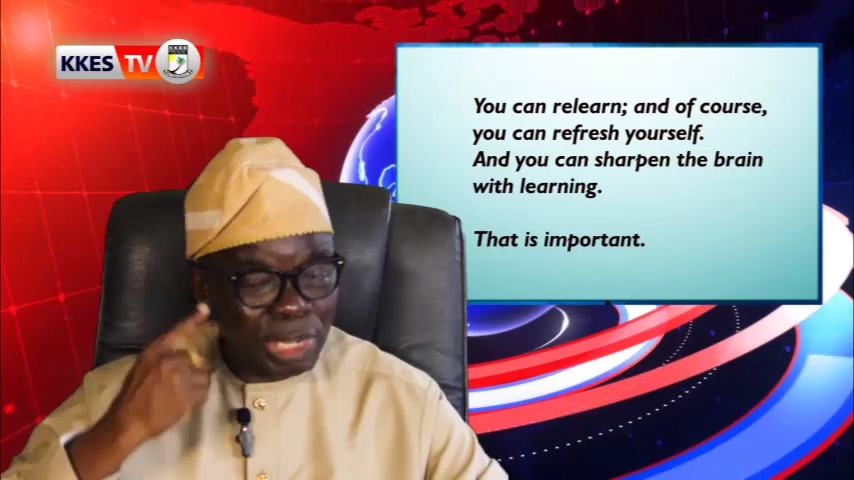 KKES TV
KKES
You can relearn; and of course,
you can refresh yourself.
And you can sharpen the brain
with learning.
That is important.